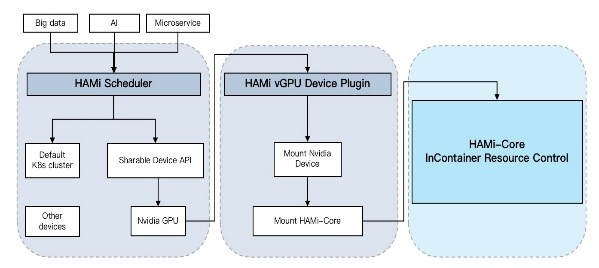 Big data
AI
Microservice
HAMi Scheduler
Default
K8s cluster
Sharable Device API
Other
devices
Nvidia GPU
HAMi vGPU Device Plugin
Mount Nvidia
Device
Mount HAMi-Core
HAMi-Core
InContainer Resource Control